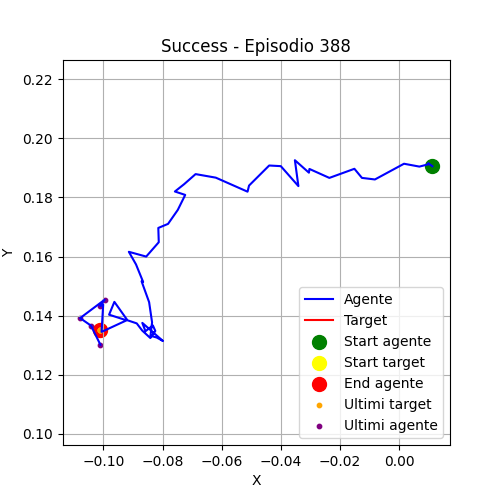 Success - Episodio 388
0.22
0.20
0.18
0.16
0.14
0.12
0.10
Y
Agente
Target
Start agente
Start target
End agente
Ultimi target
Ultimi agente
−0.10 −0.08 −0.06 −0.04 −0.02 0.00
X